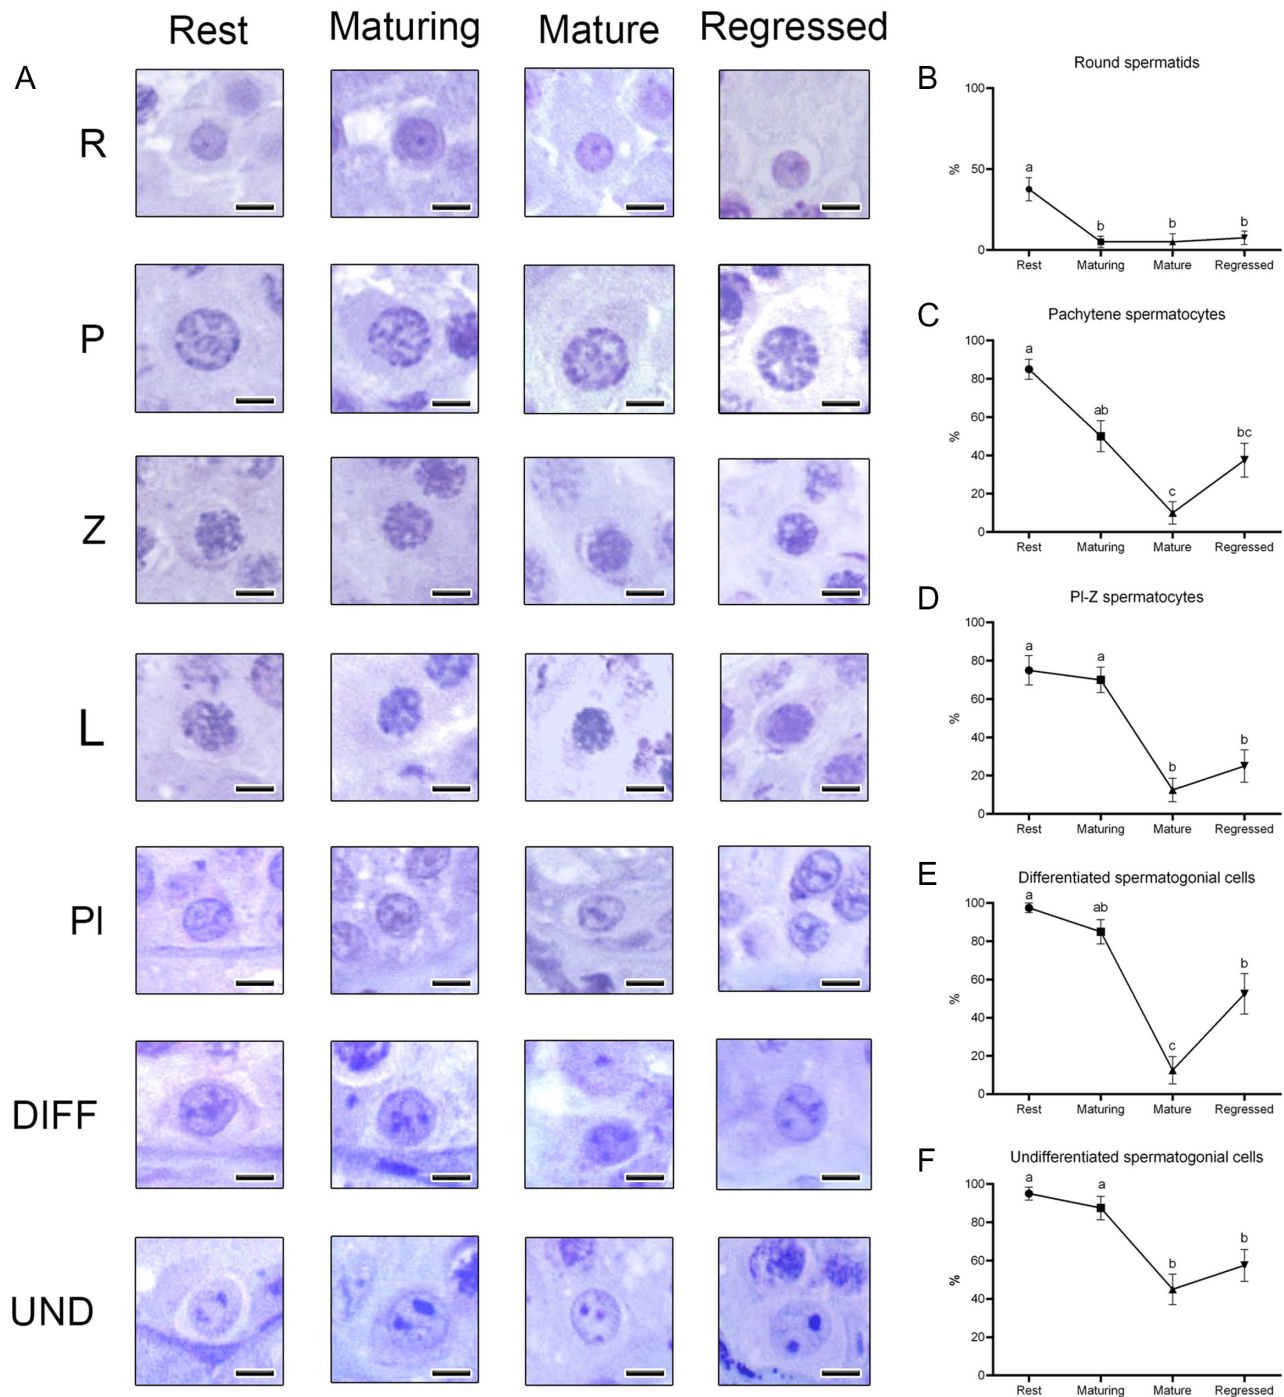 Rest Maturing Mature Regressed
A
R
P
Z
L
Pl
DIFF
UND
B
Round spermatids
100
50
0
%
a
b
b
b
Rest Maturing Mature Regressed
C
Pachytene spermatocytes
100
80
60
40
20
0
%
a
ab
c
bc
Rest Maturing Mature Regressed
D
Pl-Z spermatocytes
100
80
60
40
20
0
%
a
a
b
b
Rest Maturing Mature Regressed
E
Differentiated spermatogonial cells
100
80
60
40
20
0
%
a
ab
c
b
Rest Maturing Mature Regressed
F
Undifferentiated spermatogonial cells
100
80
60
40
20
0
%
a
a
b
b
Rest Maturing Mature Regressed